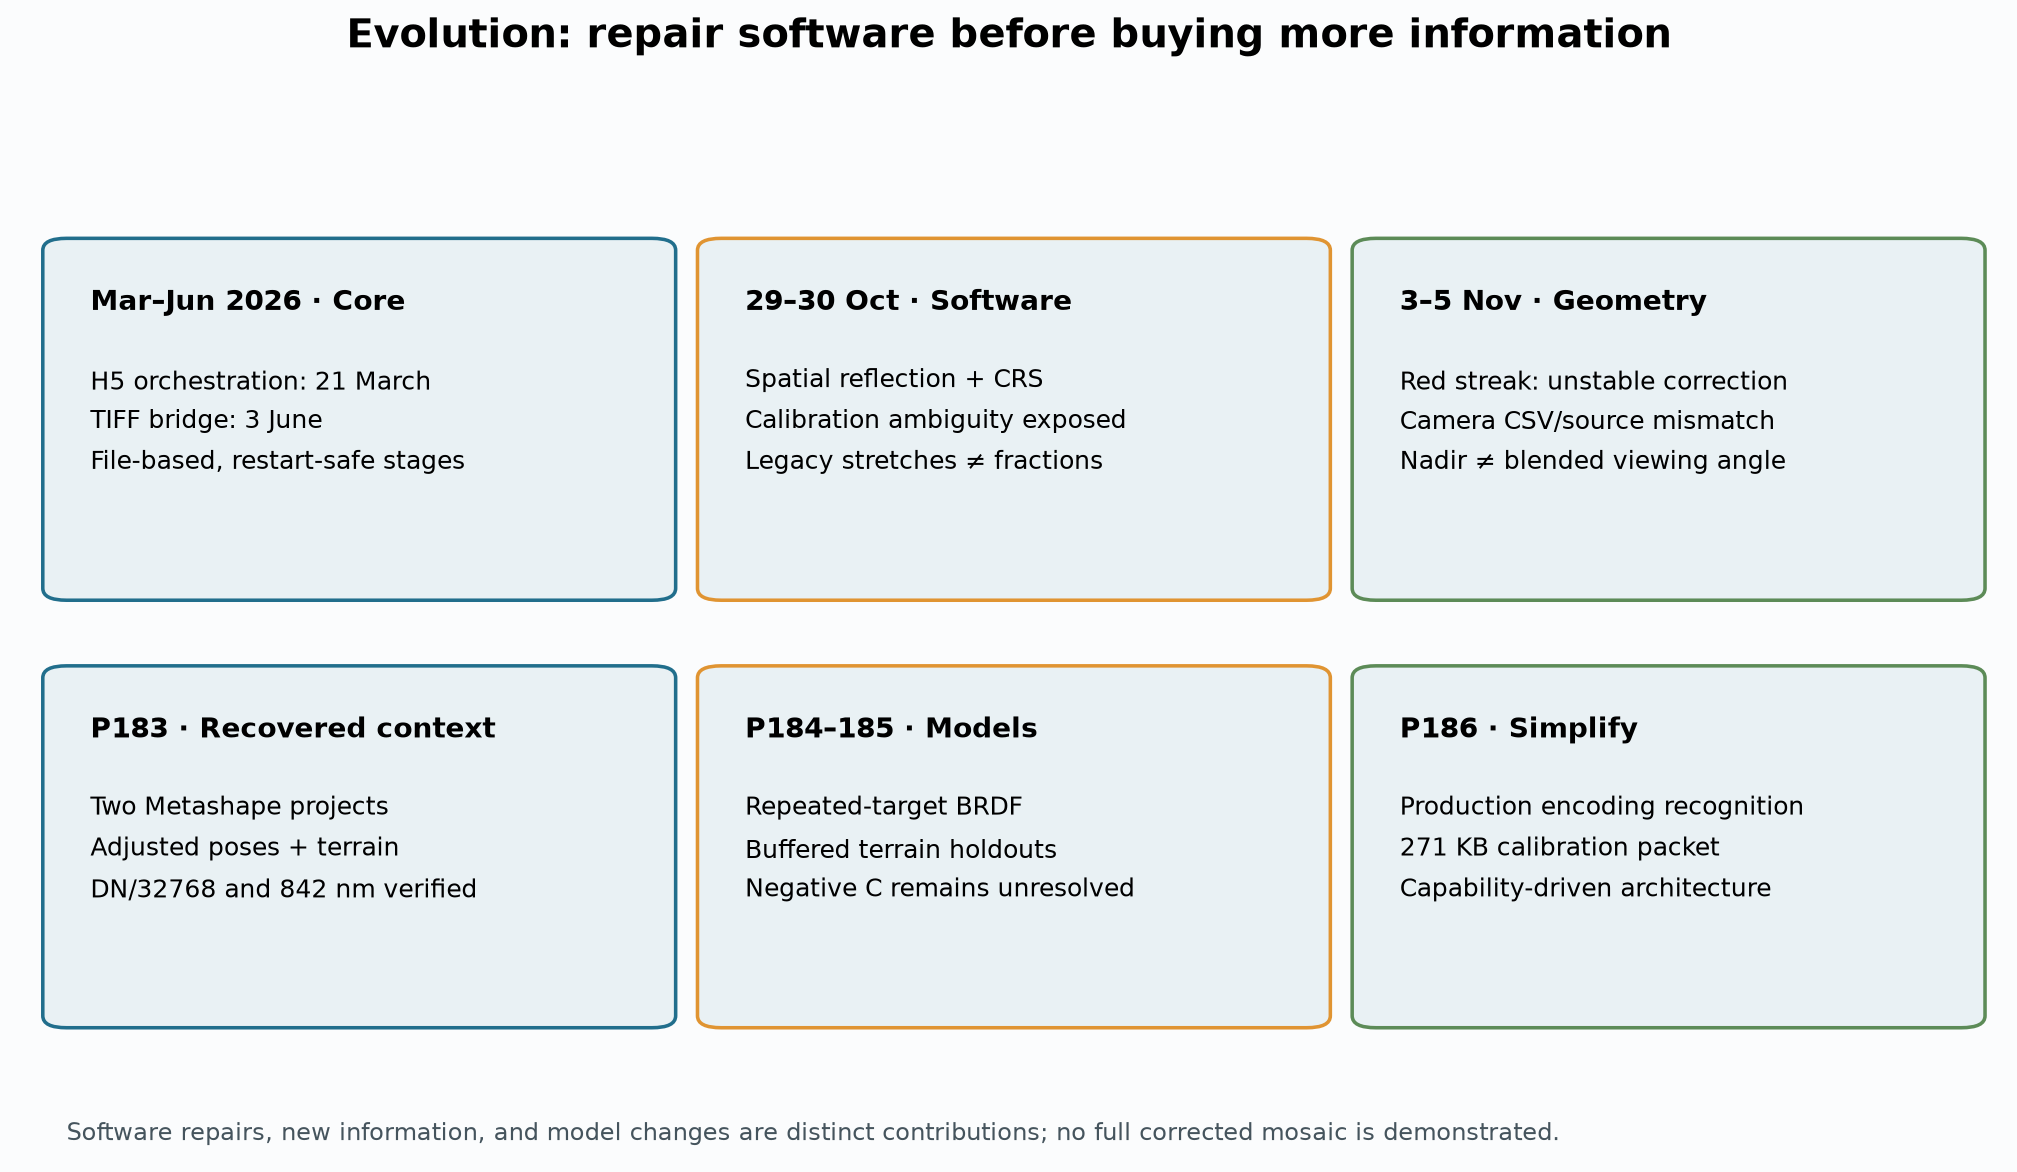 Evolution: repair software before buying more information
Mar–Jun 2026 · Core
H5 orchestration: 21 March
TIFF bridge: 3 June
File-based, restart-safe stages
29–30 Oct · Software
Spatial reflection + CRS
Calibration ambiguity exposed
Legacy stretches ≠ fractions
3–5 Nov · Geometry
Red streak: unstable correction
Camera CSV/source mismatch
Nadir ≠ blended viewing angle
P183 · Recovered context
Two Metashape projects
Adjusted poses + terrain
DN/32768 and 842 nm verified
P184–185 · Models
Repeated-target BRDF
Buffered terrain holdouts
Negative C remains unresolved
P186 · Simplify
Production encoding recognition
271 KB calibration packet
Capability-driven architecture
Software repairs, new information, and model changes are distinct contributions; no full corrected mosaic is demonstrated.